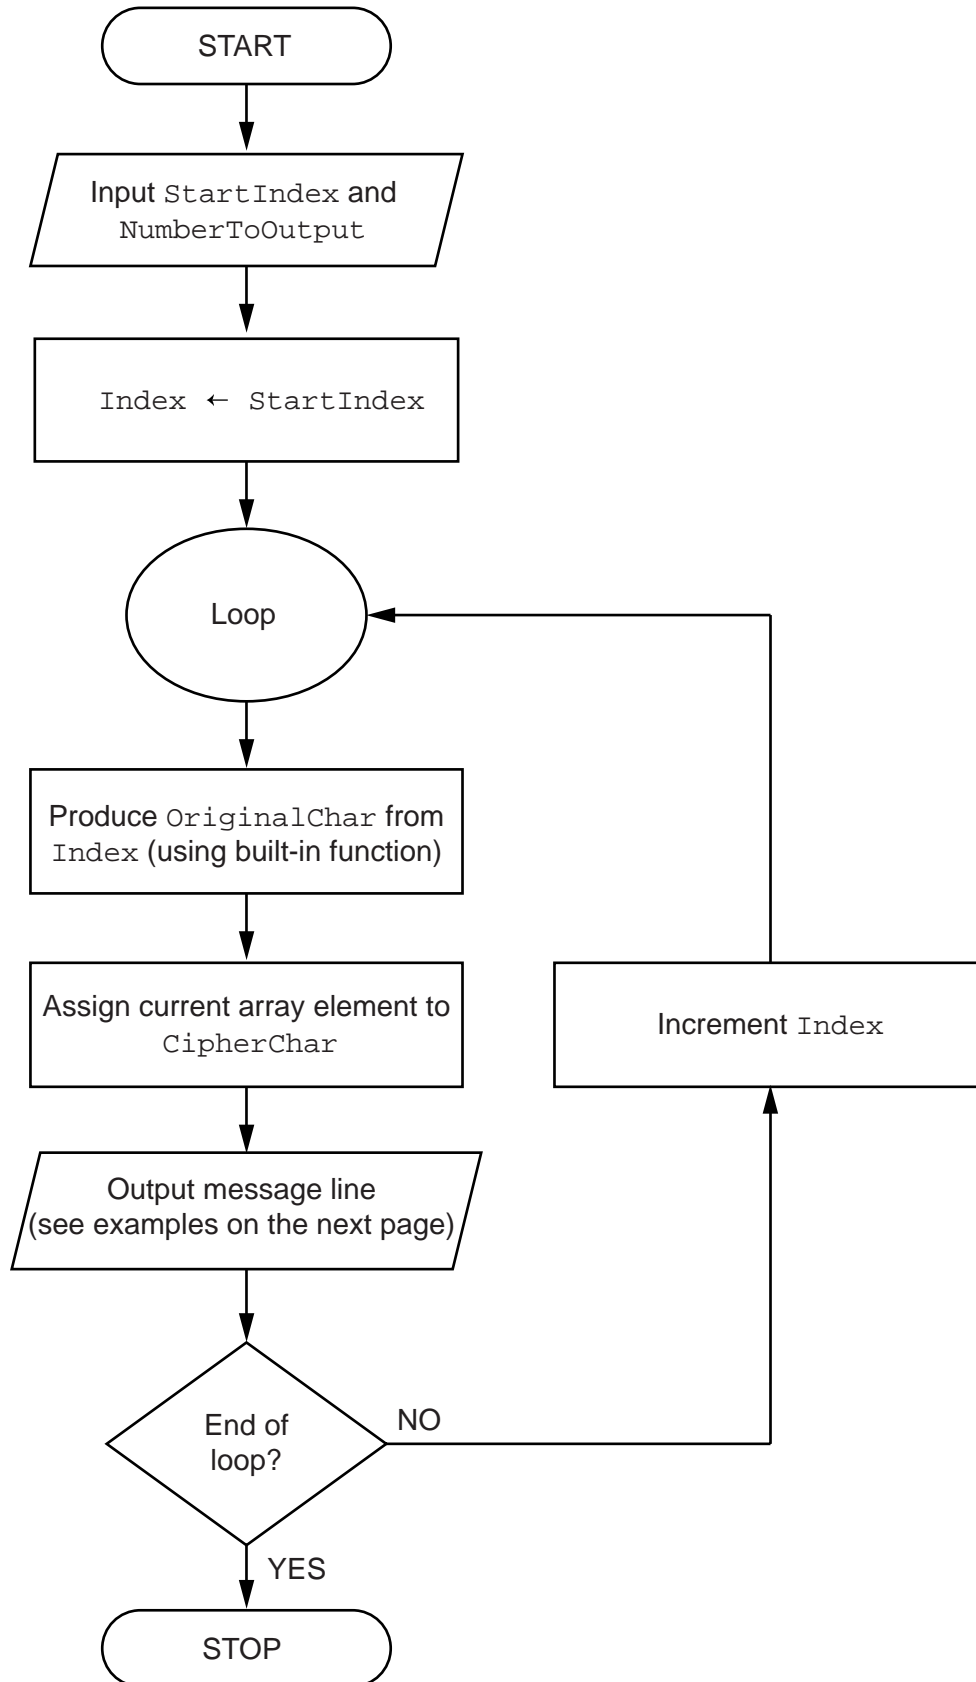 START
Input StartIndex and
NumberToOutput
Index ← StartIndex
Loop
Produce OriginalChar from
Index (using built-in function)
Assign current array element to
CipherChar
Increment Index
Output message line
(see examples on the next page)
End of
loop?
NO
YES
STOP